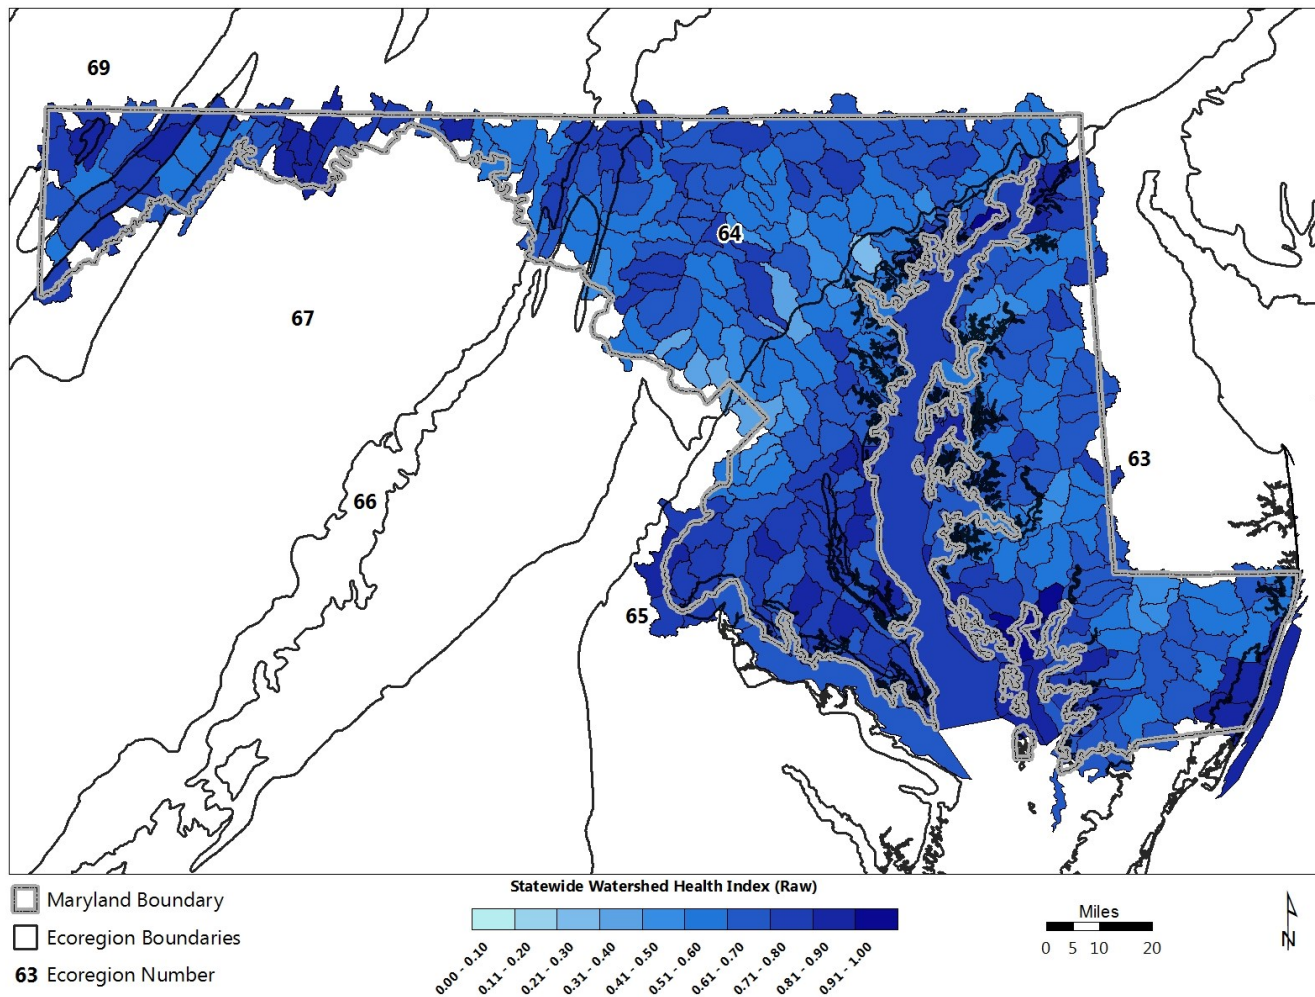 69
64
67
63
66
65
Maryland Boundary
Ecoregion Boundaries
63 Ecoregion Number
Statewide Watershed Health Index (Raw)
0.00 - 0.10
0.11 - 0.20
0.21 - 0.30
0.31 - 0.40
0.41 - 0.50
0.51 - 0.60
0.61 - 0.70
0.71 - 0.80
0.81 - 0.90
0.91 - 1.00
Miles
0 5 10 20
N